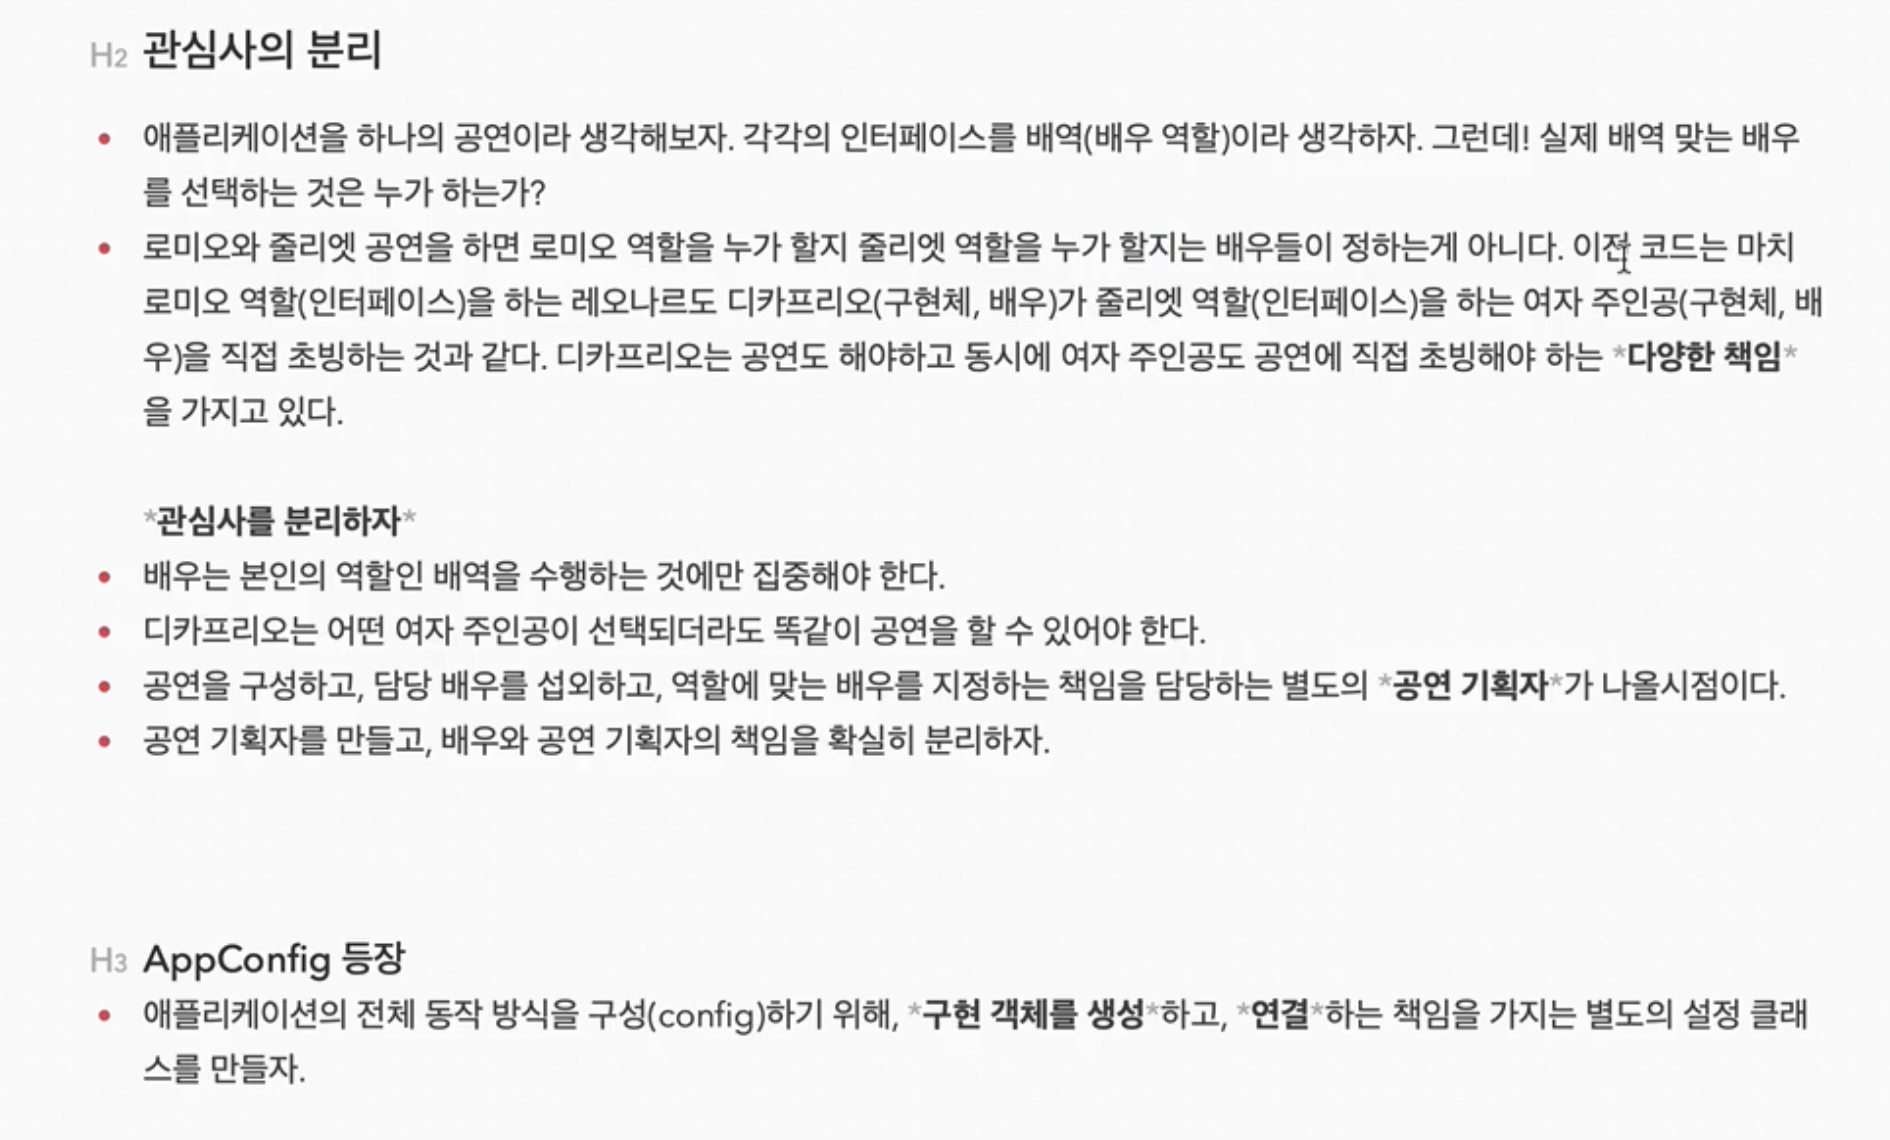 H2 관심사의 분리
애플리케이션을 하나의 공연이라 생각해보자. 각각의 인터페이스를 배역(배우 역할)이라 생각하자. 그런데! 실제 배역 맞는 배우
를 선택하는 것은 누가 하는가?
로미오와 줄리엣 공연을 하면 로미오 역할을 누가 할지 줄리엣 역할을 누가 할지는 배우들이 정하는게 아니다. 이전 코드는 마치
로미오 역할(인터페이스)을 하는 레오나르도 디카프리오(구현체, 배우)가 줄리엣 역할(인터페이스)을 하는 여자 주인공(구현체, 배
우)을 직접 초빙하는 것과 같다. 디카프리오는 공연도 해야하고 동시에 여자 주인공도 공연에 직접 초빙해야 하는 *다양한 책임*
을 가지고 있다.
*관심사를 분리하자*
배우는 본인의 역할인 배역을 수행하는 것에만 집중해야 한다.
디카프리오는 어떤 여자 주인공이 선택되더라도 똑같이 공연을 할 수 있어야 한다.
공연을 구성하고, 담당 배우를 섭외하고, 역할에 맞는 배우를 지정하는 책임을 담당하는 별도의 *공연 기획자*가 나올시점이다.
공연 기획자를 만들고, 배우와 공연 기획자의 책임을 확실히 분리하자.
H3 AppConfig 등장
애플리케이션의 전체 동작 방식을 구성(config)하기 위해, *구현 객체를 생성*하고, *연결*하는 책임을 가지는 별도의 설정 클래
스를 만들자.